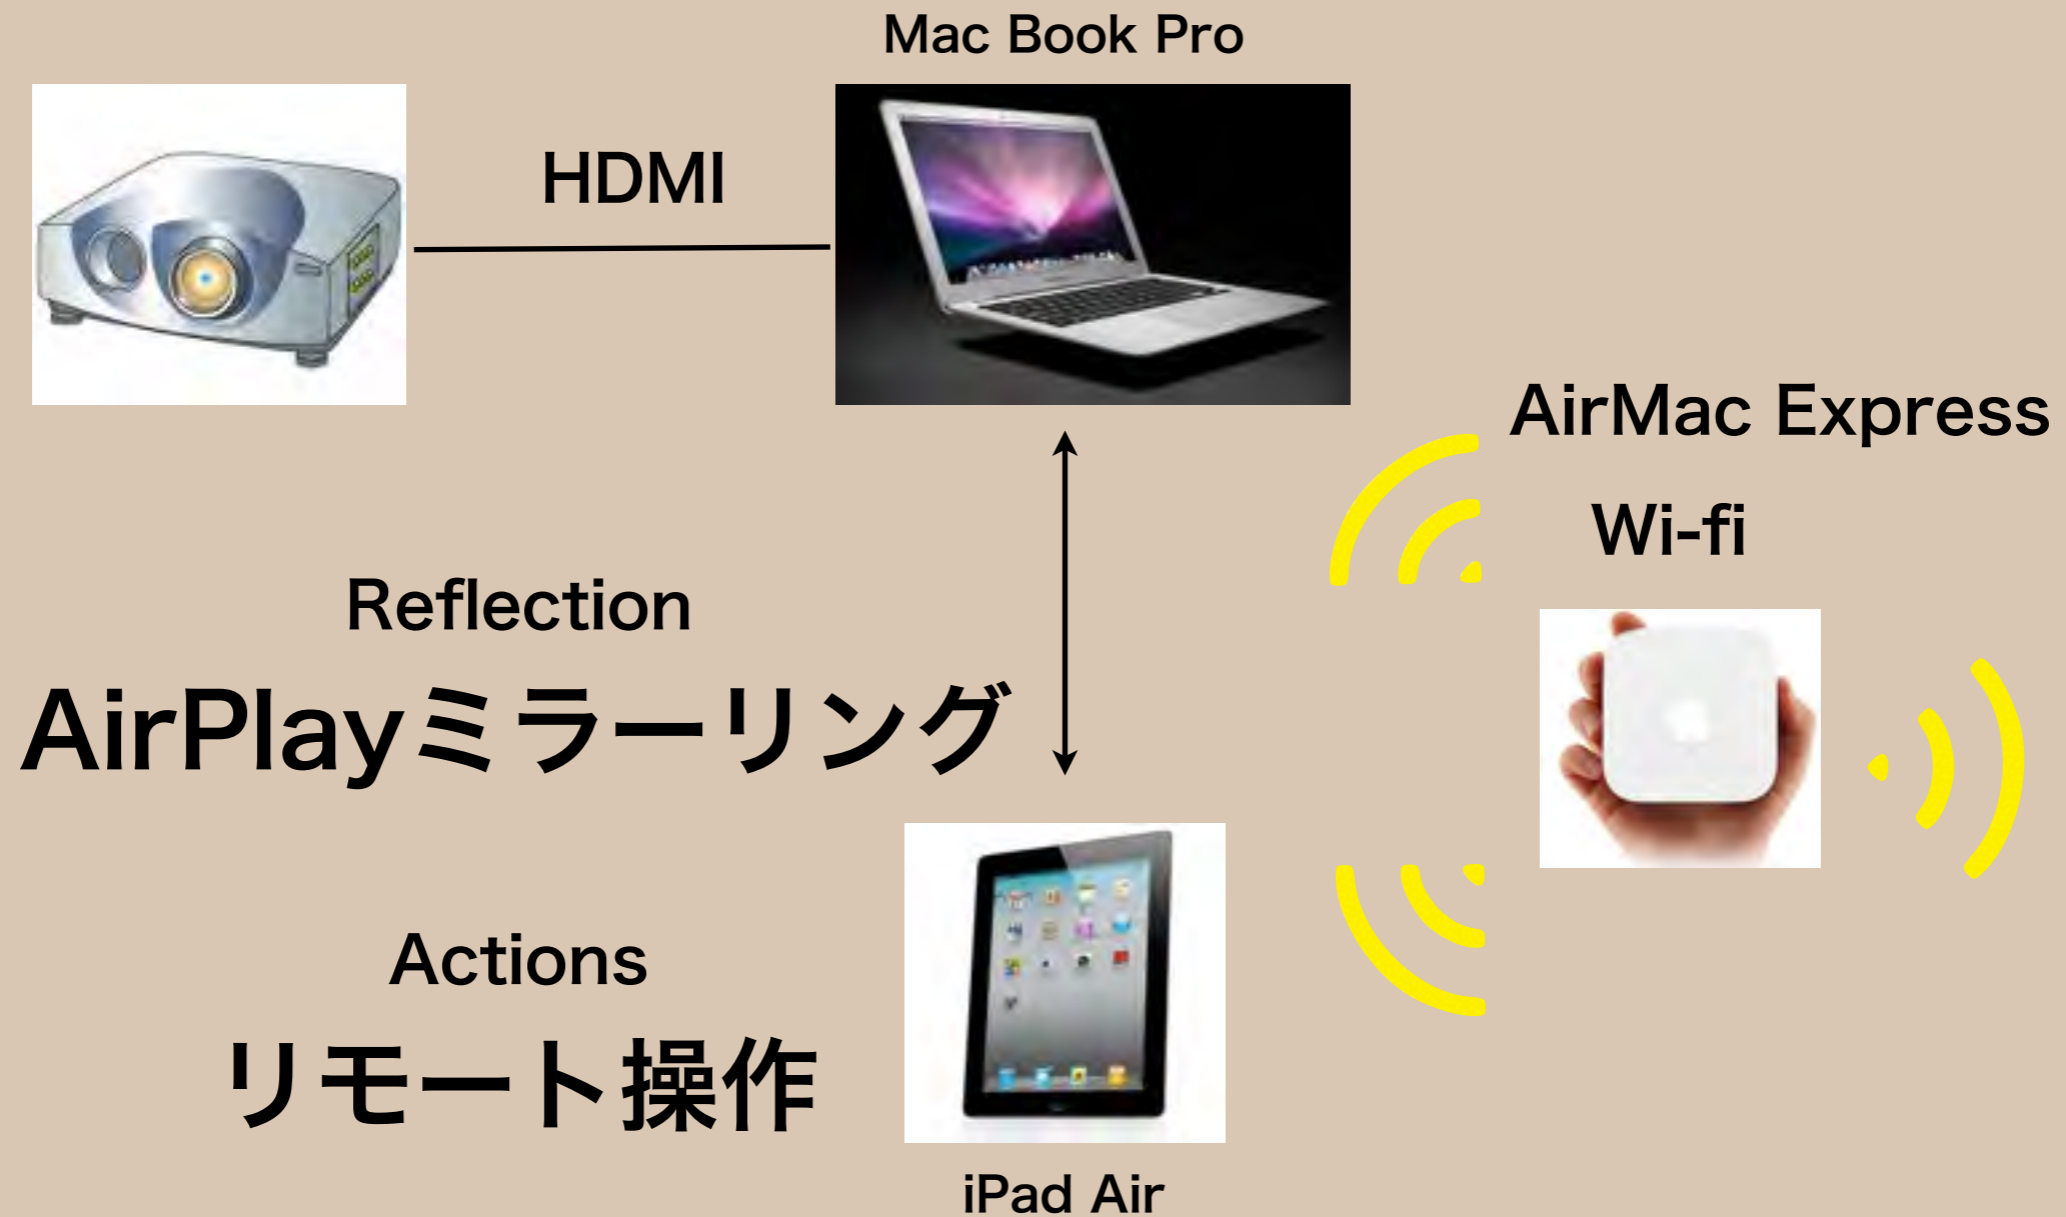 Mac Book Pro
HDMI
AirMac Express
Wi-fi
Reflection
AirPlayミラーリング
Actions
リモート操作
iPad Air